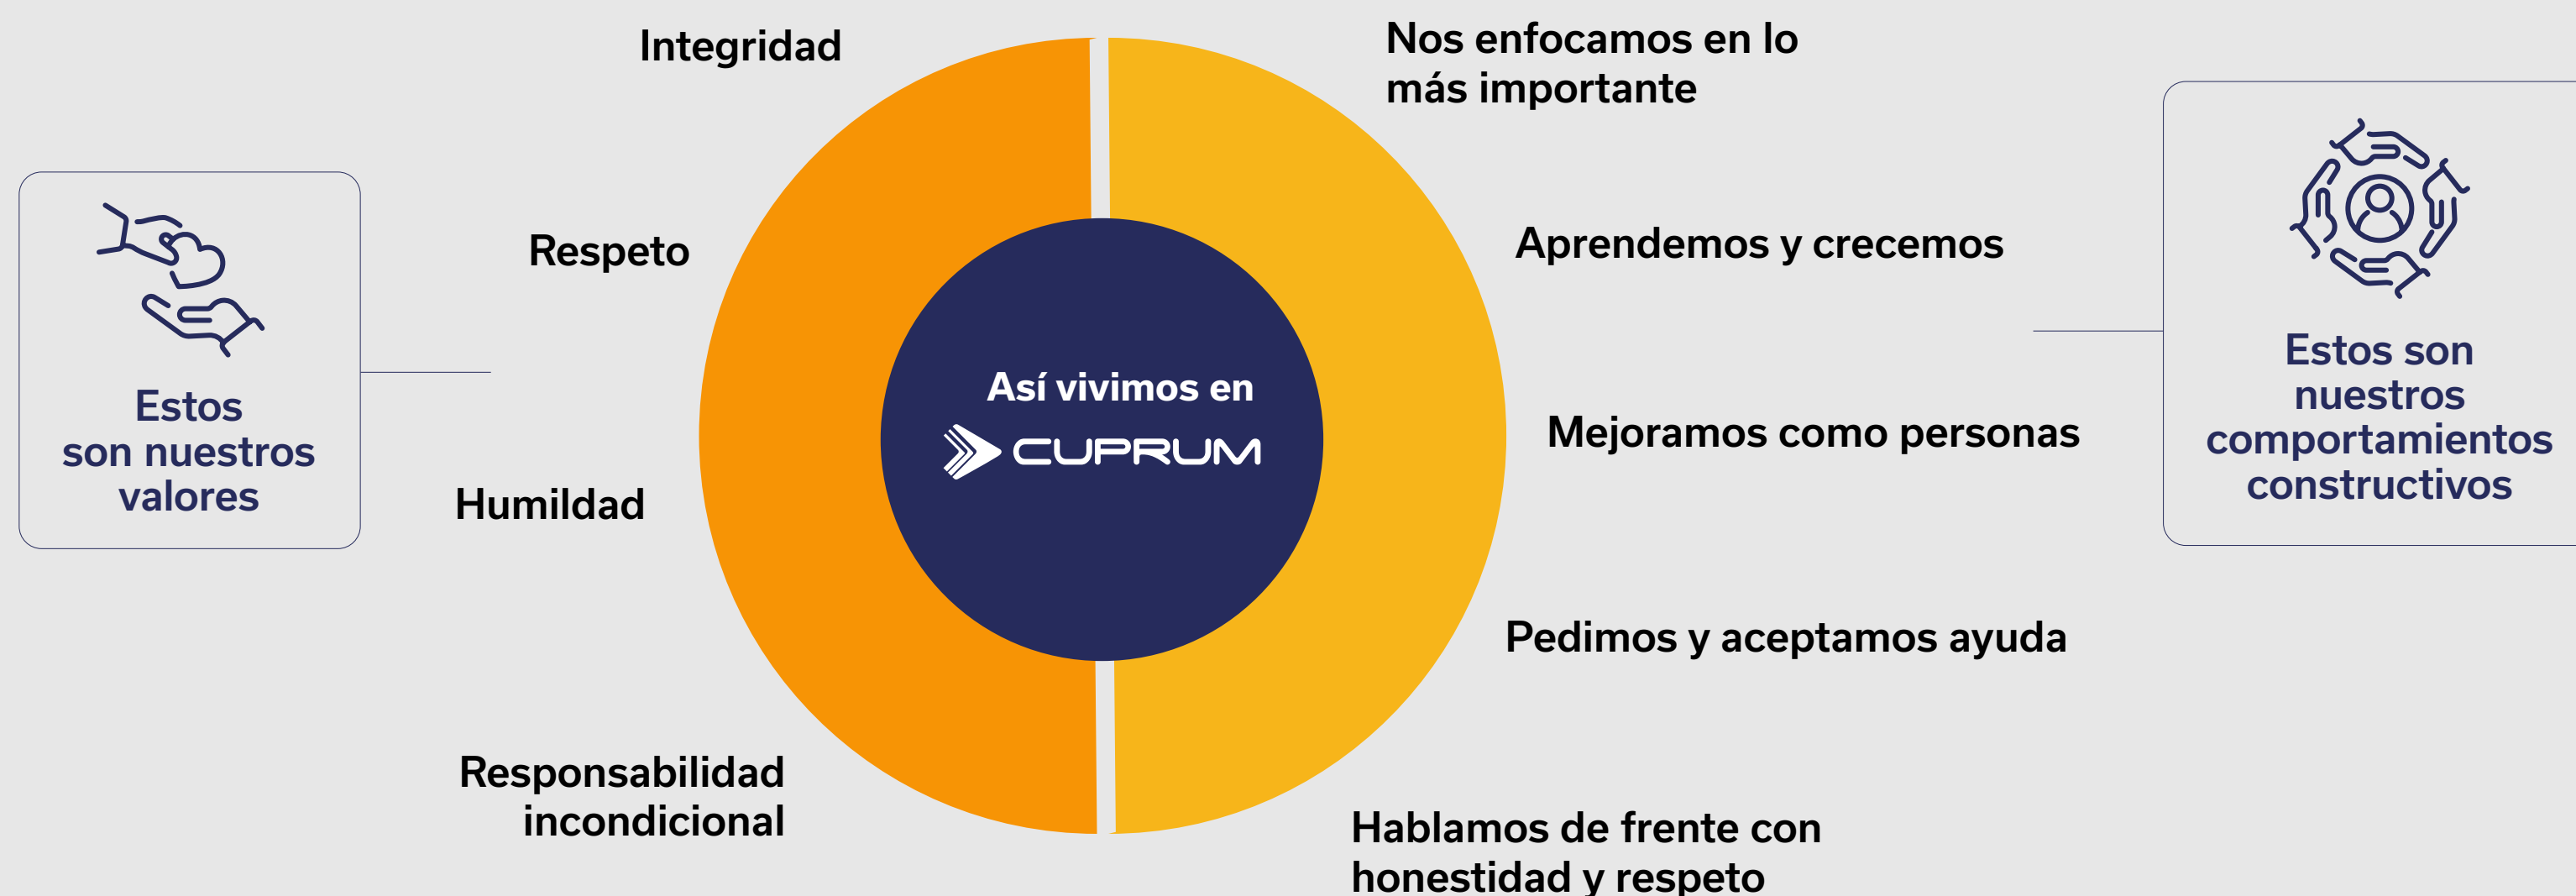 Estos
son nuestros
valores
Integridad
Respeto
Humildad
Responsabilidad
incondicional
Así vivimos en
CUPRUM
Nos enfocamos en lo
más importante
Aprendemos y crecemos
Mejoramos como personas
Pedimos y aceptamos ayuda
Hablamos de frente con
honestidad y respeto
Estos son
nuestros
comportamientos
constructivos